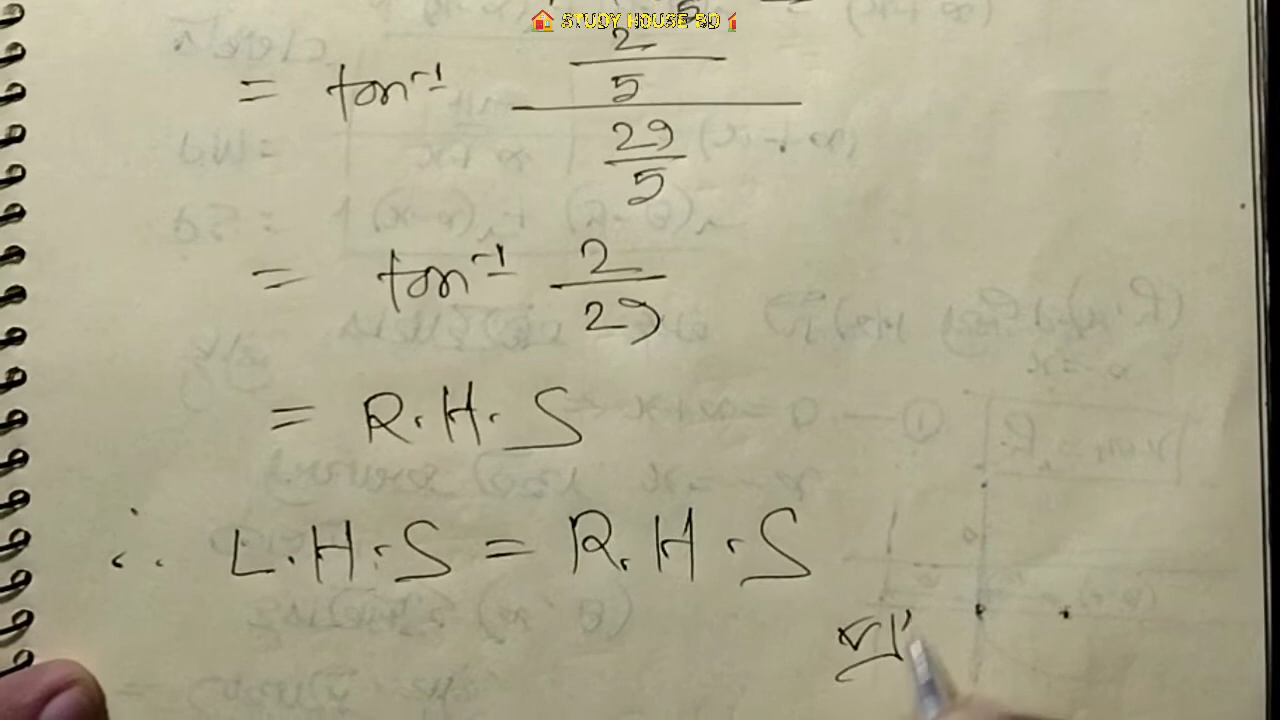 🏠 STUDY HOUSE BD
= tan⁻¹ (2/5)/(29/5)
= tan⁻¹ 2/29
= R.H.S
∴ L.H.S = R.H.S